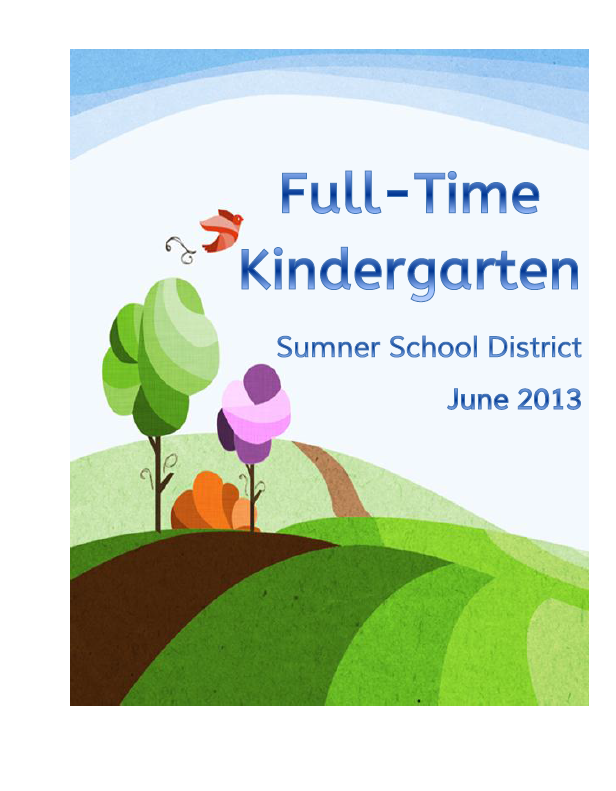 Full-Time
Kindergarten
Sumner School District
June 2013